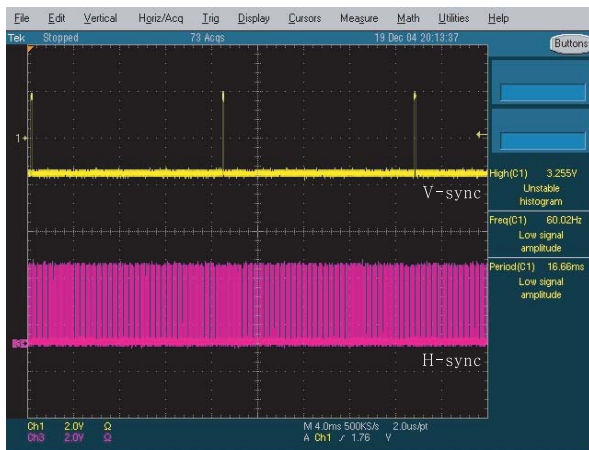 File Edit Vertical Horiz/Acq Trig Display Cursors Measure Math Utilities Help
Tek Stopped 73 Acqs 19 Dec 04 20:13:37
Buttons
1
High(C1) 3.255V
Unstable
histogram
V-sync
Freq(C1) 60.02Hz
Low signal
amplitude
Period(C1) 16.66ms
Low signal
amplitude
H-sync
Ch1 2.0V Ω M 4.0ms 500KS/s 2.0us/pt
Ch3 2.0V Ω A Ch1 / 1.76 V